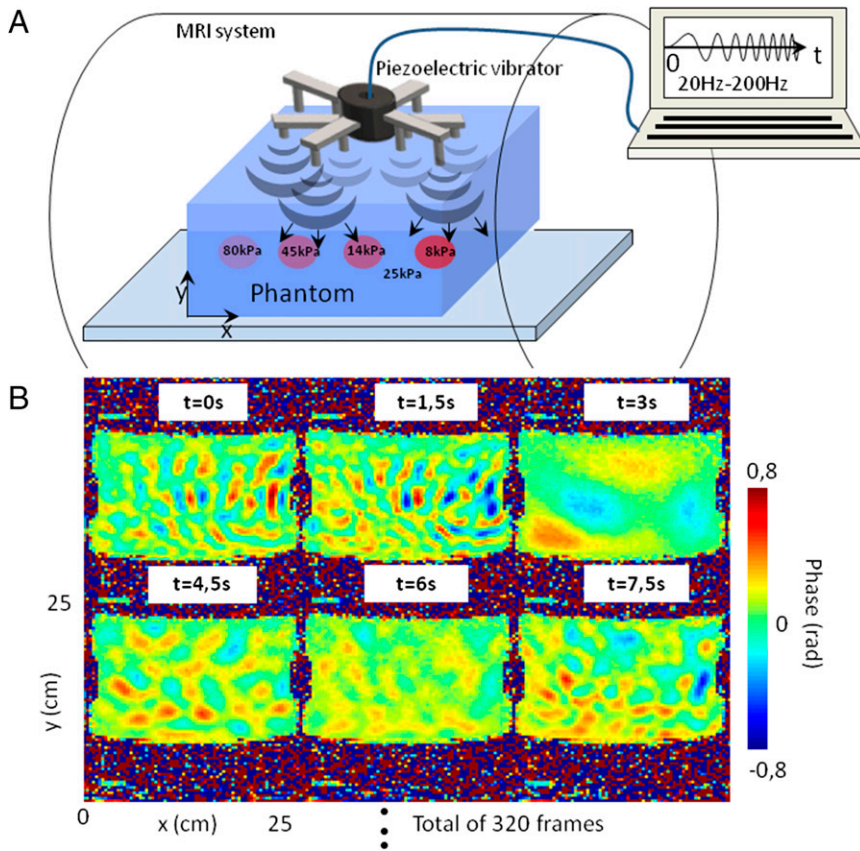 A
MRI system
Piezoelectric vibrator
0
t
20Hz-200Hz
80kPa
45kPa
14kPa
8kPa
25kPa
y
Phantom
x
B
t=0s
t=1,5s
t=3s
0,8
t=4,5s
t=6s
t=7,5s
25
0
Phase (rad)
y (cm)
-0,8
0
x (cm)
25
Total of 320 frames